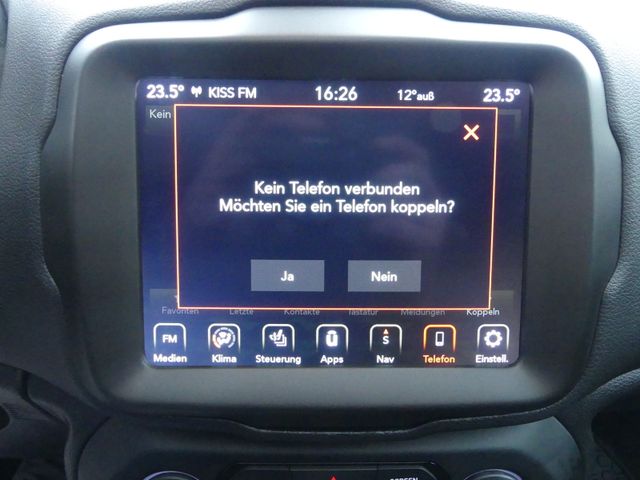 23.5° KISS FM 16:26 12°auß 23.5°
Kein
Kein Telefon verbunden
Möchten Sie ein Telefon koppeln?
Ja Nein
Favoriten Letzte Kontakte Tastatur Meldungen Koppeln
FM S
Medien Klima Steuerung Apps Nav Telefon Einstell.
SCREEN